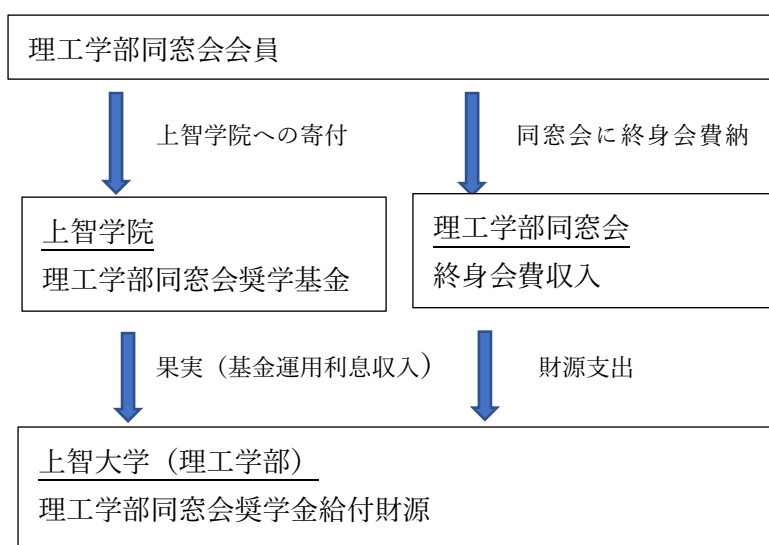 理工学部同窓会会員
上智学院への寄付
同窓会に終身会費納
上智学院
理工学部同窓会奨学基金
理工学部同窓会
終身会費収入
果実（基金運用利息収入）
財源支出
上智大学（理工学部）
理工学部同窓会奨学金給付財源